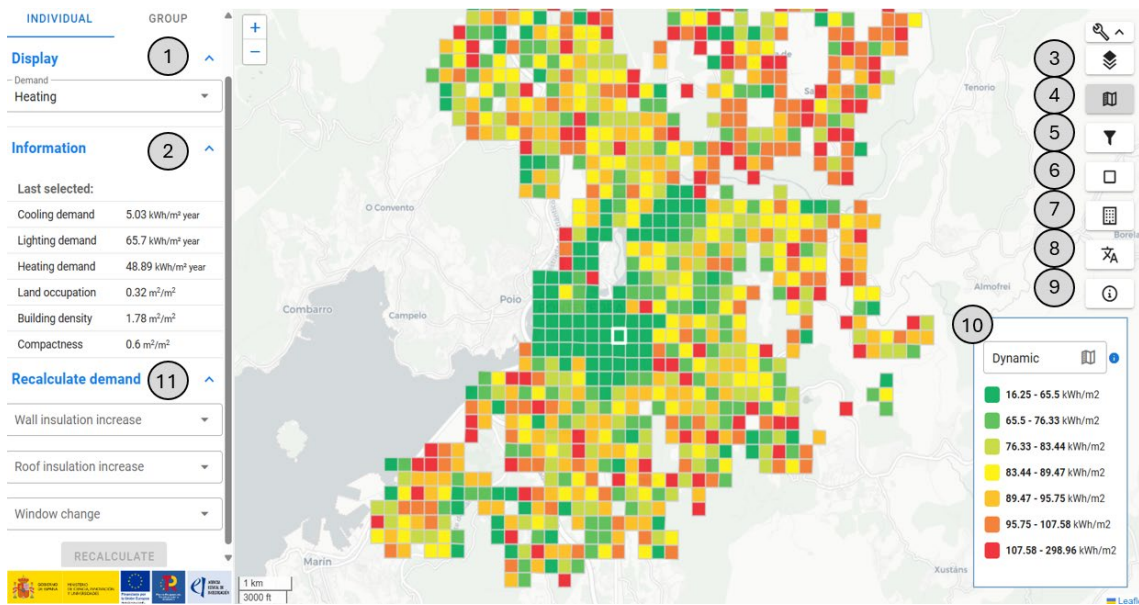 INDIVIDUAL GROUP
Display 1
Demand
Heating
Information 2
Last selected:
Cooling demand 5.03 kWh/m² year
Lighting demand 65.7 kWh/m² year
Heating demand 48.89 kWh/m² year
Land occupation 0.32 m²/m²
Building density 1.78 m²/m²
Compactness 0.6 m²/m²
Recalculate demand 11
Wall insulation increase
Roof insulation increase
Window change
RECALCULATE
+
−
O Convento
Combarro
Campelo
Poio
Marín
Tenorio
Almofrei
Xustáns
1 km
3000 ft
3
4
5
6
7
8
9
10
Dynamic
16.25 - 65.5 kWh/m2
65.5 - 76.33 kWh/m2
76.33 - 83.44 kWh/m2
83.44 - 89.47 kWh/m2
89.47 - 95.75 kWh/m2
95.75 - 107.58 kWh/m2
107.58 - 298.96 kWh/m2